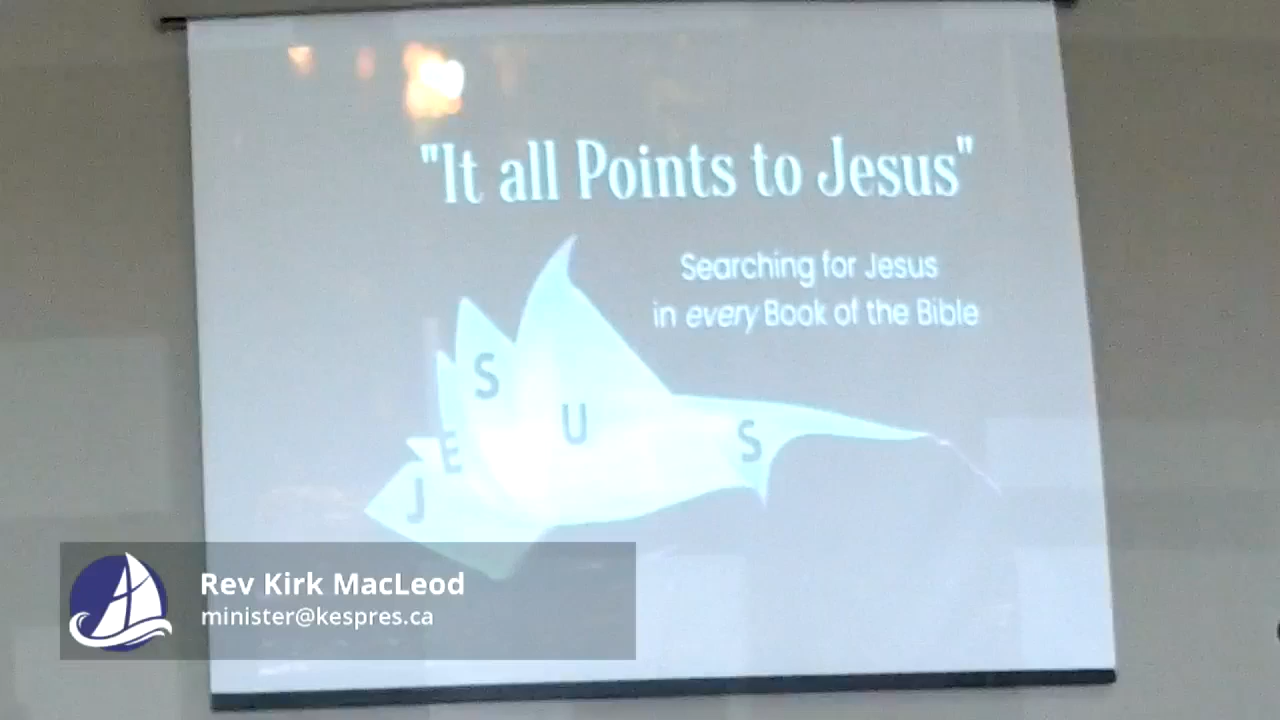 "It all Points to Jesus"
Searching for Jesus
in every Book of the Bible
J E S U S
Rev Kirk MacLeod
minister@kespres.ca